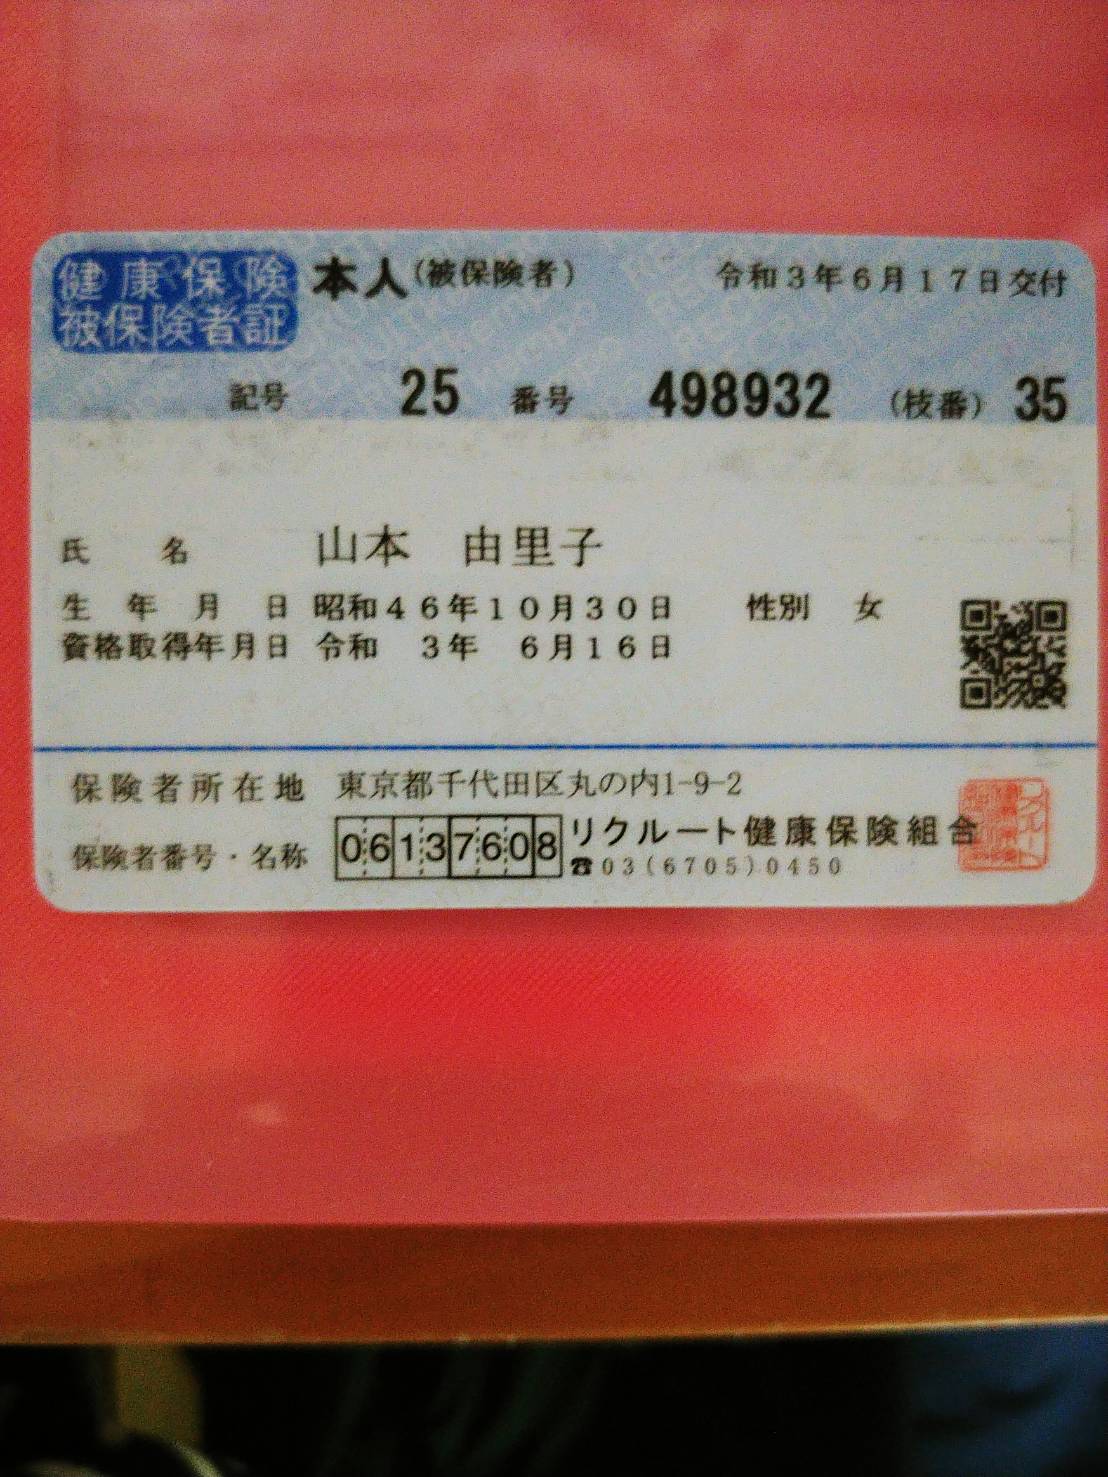 健康保険
被保険者証
本人(被保険者)
令和3年6月17日交付
記号 25 番号 498932 (枝番) 35
氏名 山本 由里子
生年月日 昭和46年10月30日 性別 女
資格取得年月日 令和 3年 6月16日
保険者所在地 東京都千代田区丸の内1-9-2
保険者番号・名称 06137608 リクルート健康保険組合
☎03(6705)0450